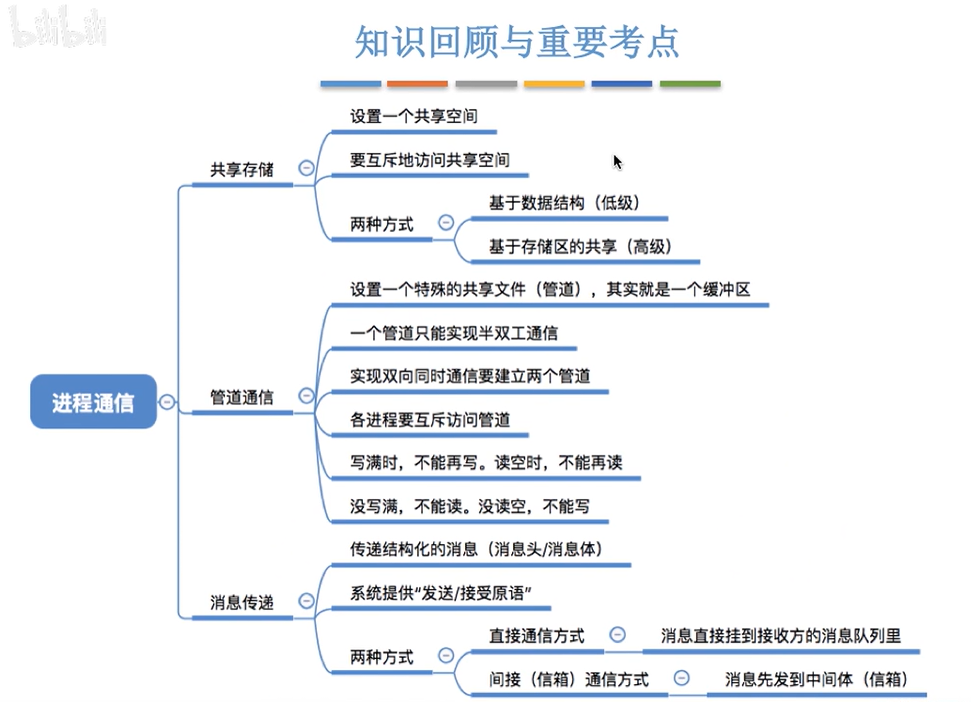 bilibili
知识回顾与重要考点
进程通信
共享存储
设置一个共享空间
要互斥地访问共享空间
两种方式
基于数据结构（低级）
基于存储区的共享（高级）
管道通信
设置一个特殊的共享文件（管道），其实就是一个缓冲区
一个管道只能实现半双工通信
实现双向同时通信要建立两个管道
各进程要互斥访问管道
写满时，不能再写。读空时，不能再读
没写满，不能读。没读空，不能写
消息传递
传递结构化的消息（消息头/消息体）
系统提供“发送/接受原语”
两种方式
直接通信方式
消息直接挂到接收方的消息队列里
间接（信箱）通信方式
消息先发到中间体（信箱）